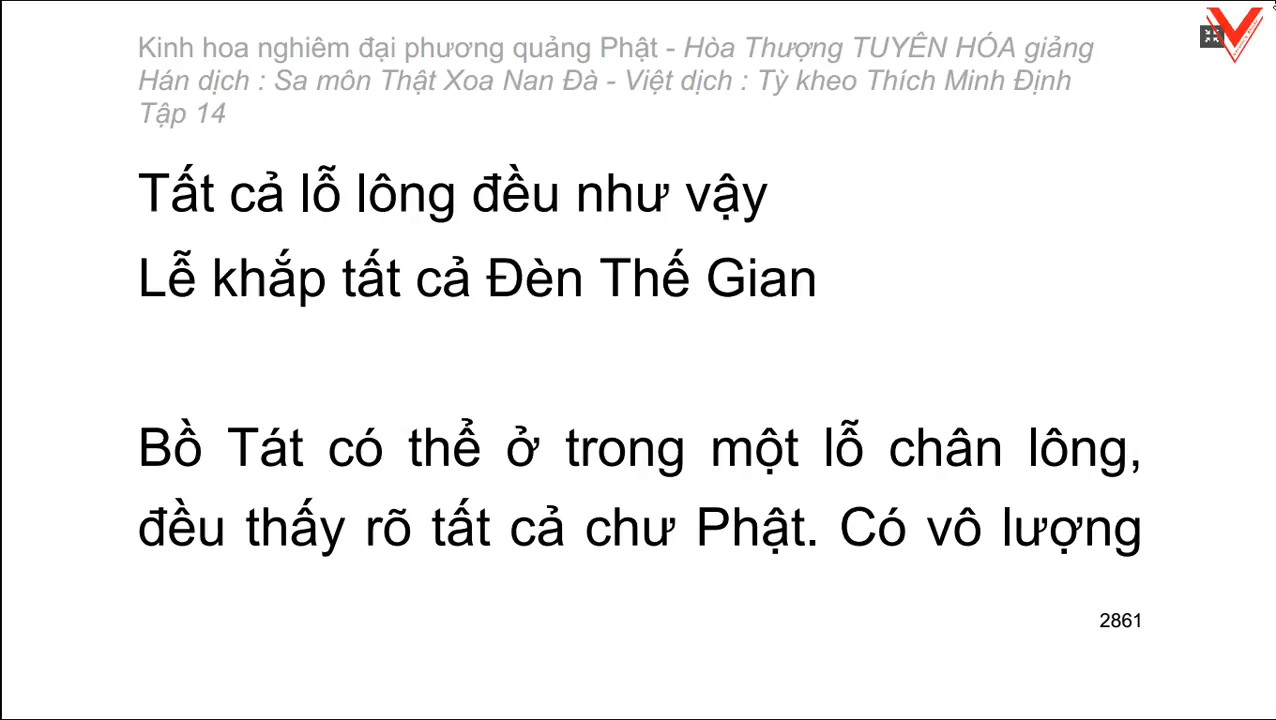 Kinh hoa nghiêm đại phương quảng Phật - Hòa Thượng TUYÊN HÓA giảng
Hán dịch : Sa môn Thật Xoa Nan Đà - Việt dịch : Tỳ kheo Thích Minh Định
Tập 14
Tất cả lỗ lông đều như vậy
Lễ khắp tất cả Đèn Thế Gian
Bồ Tát có thể ở trong một lỗ chân lông,
đều thấy rõ tất cả chư Phật. Có vô lượng
2861